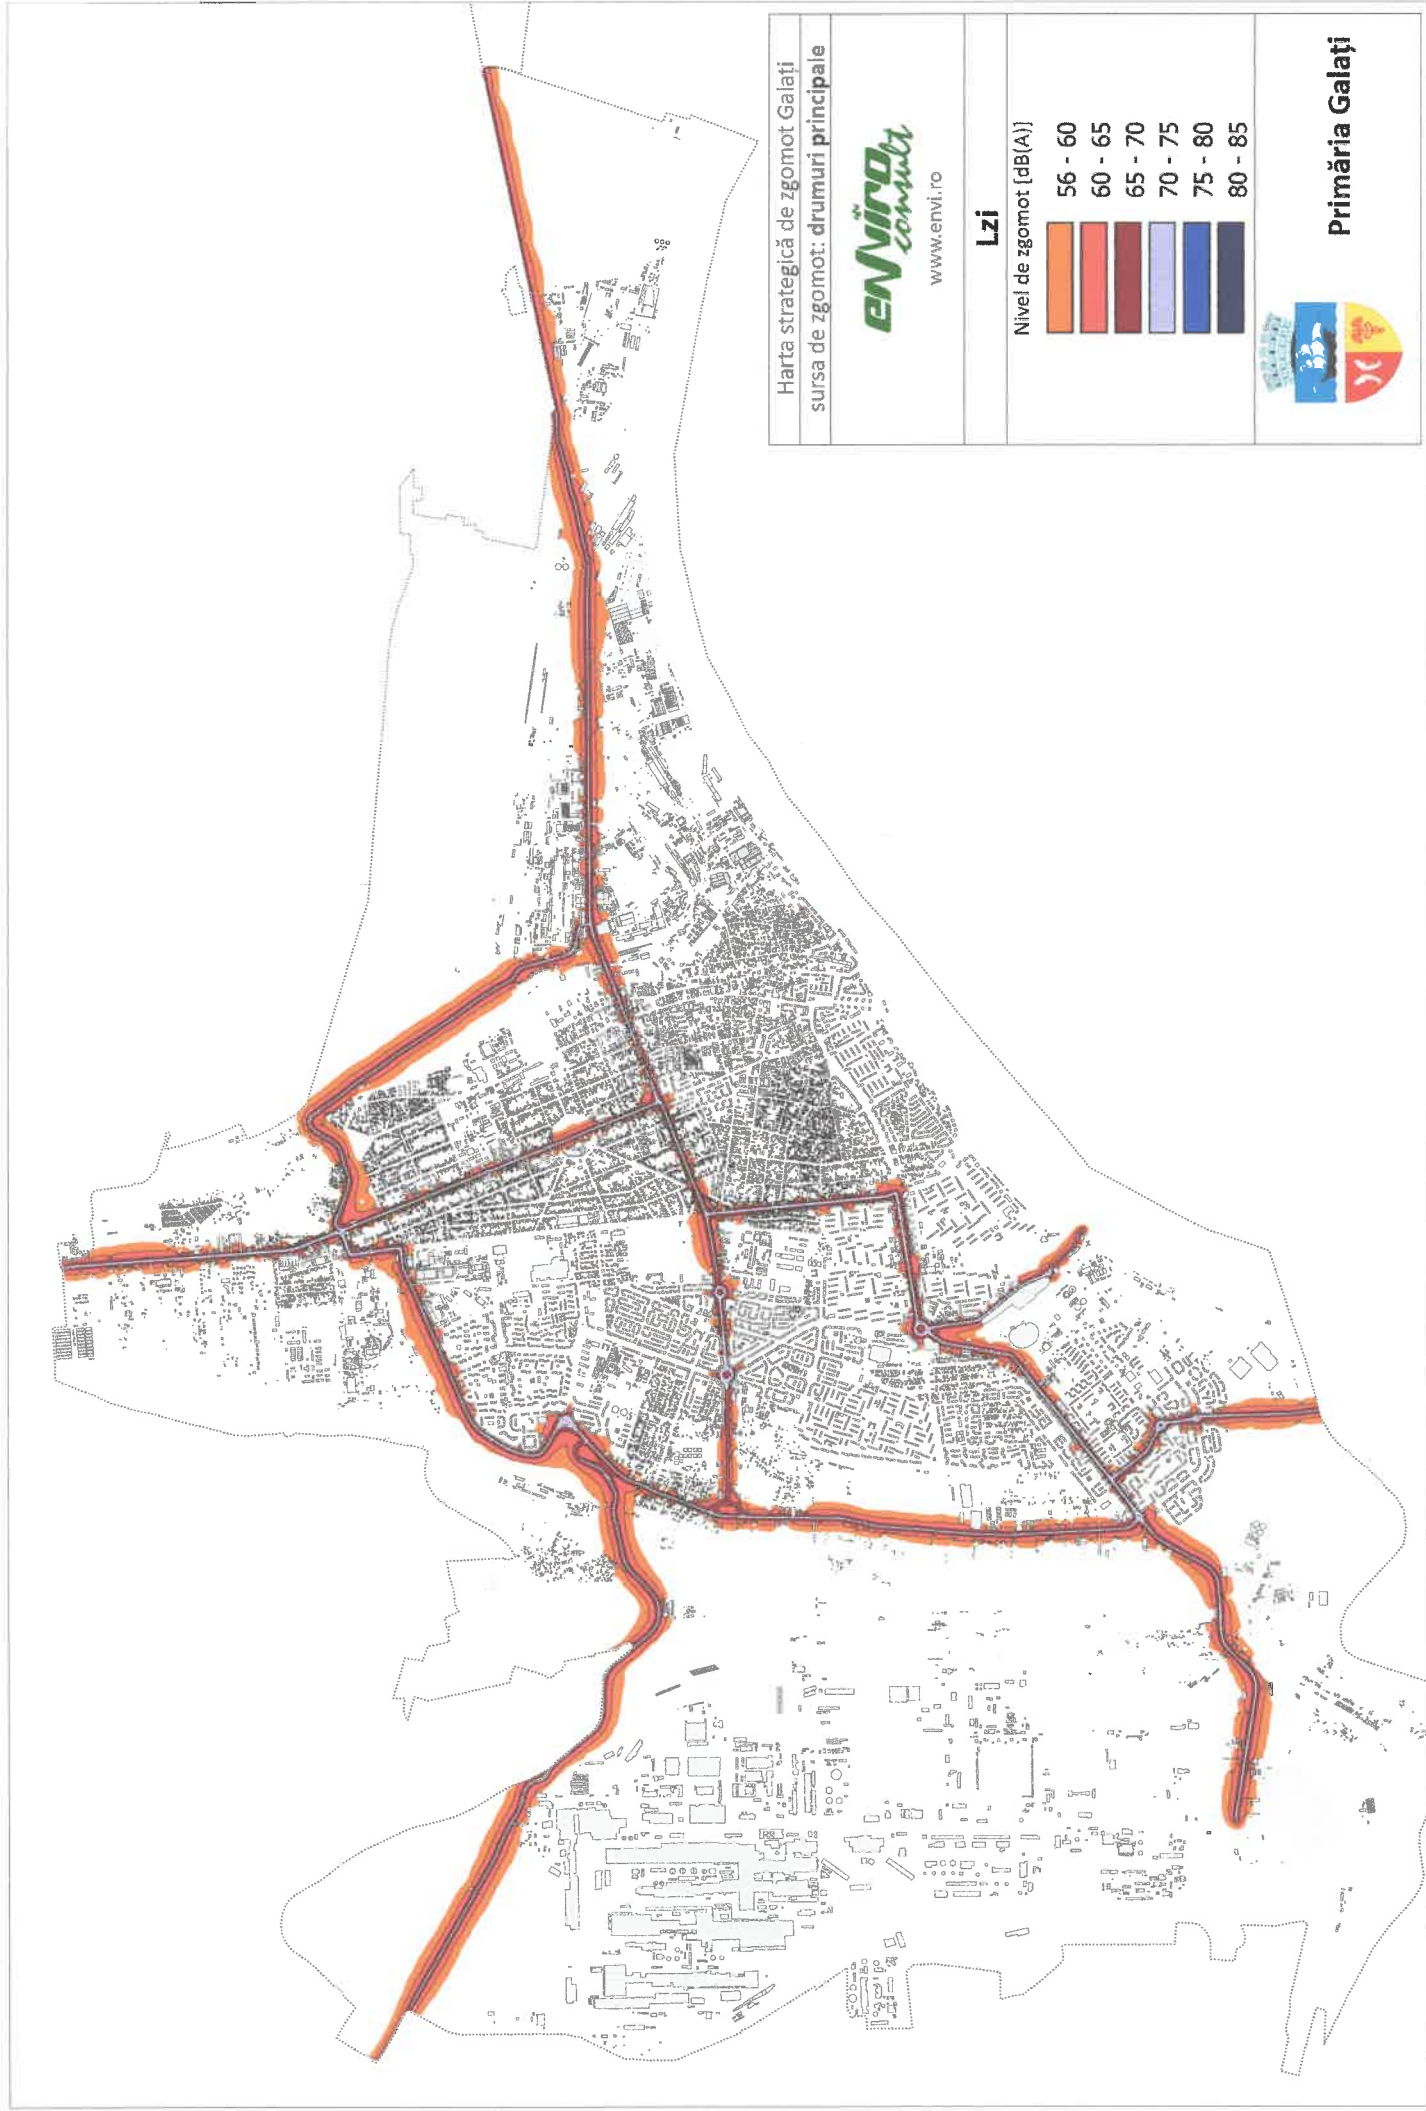 Harta strategică de zgomot Galați
sursa de zgomot: drumuri principale
enviro
consult
www.envi.ro
Lzi
Nivel de zgomot [dB(A)]
56 - 60
60 - 65
65 - 70
70 - 75
75 - 80
80 - 85
Primăria Galați